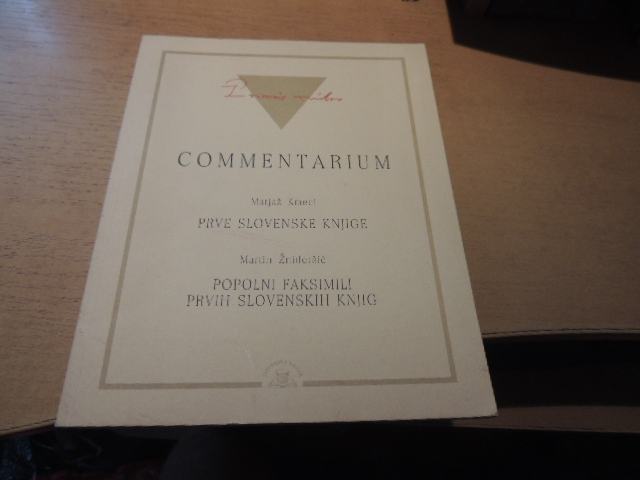 COMMENTARIUM
Matjaž Kmecl
PRVE SLOVENSKE KNJIGE
Martin Žnideršič
POPOLNI FAKSIMILI
PRVIH SLOVENSKIH KNJIG